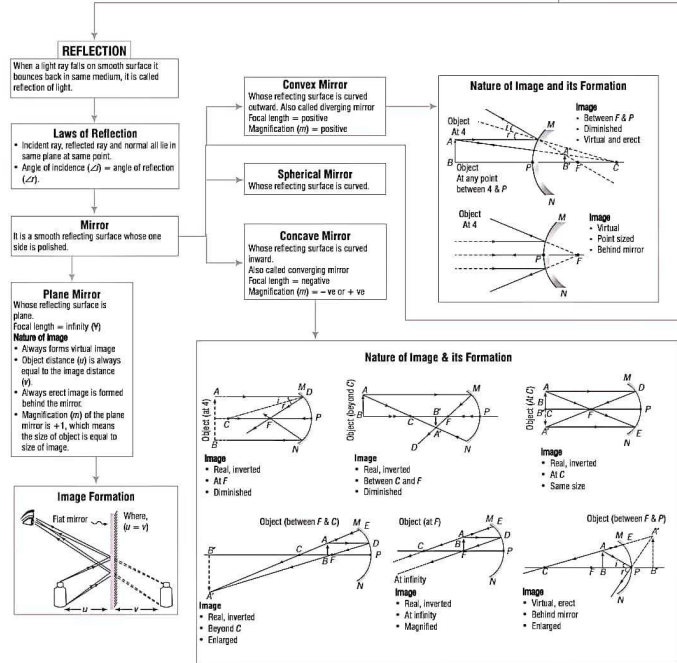 REFLECTION
When a light ray falls on smooth surface it
bounces back in same medium, it is called
reflection of light.
Laws of Reflection
• Incident ray, reflected ray and normal all lie in
same plane at same point.
• Angle of incidence (∠i) = angle of reflection
(∠r).
Mirror
It is a smooth reflecting surface whose one
side is polished.
Plane Mirror
Whose reflecting surface is
plane.
Focal length = infinity (∀)
Nature of Image
• Always forms virtual image
• Object distance (u) is always
equal to the image distance
(v).
• Always erect image is formed
behind the mirror.
• Magnification (m) of the plane
mirror is +1, which means
the size of object is equal to
size of image.
Image Formation
Flat mirror
Where,
(u = v)
u
v
Convex Mirror
Whose reflecting surface is curved
outward. Also called diverging mirror
Focal length = positive
Magnification (m) = positive
Spherical Mirror
Whose reflecting surface is curved.
Concave Mirror
Whose reflecting surface is curved
inward.
Also called converging mirror
Focal length = negative
Magnification (m) = – ve or + ve
Nature of Image and its Formation
Object
At 4
A
B
Object
At any point
between 4 & P
i
r
M
P
A'
B'
F
C
N
Image
• Between F & P
• Diminished
• Virtual and erect
Object
At 4
M
P
F
N
Image
• Virtual
• Point sized
• Behind mirror
Nature of Image & its Formation
Object (at 4)
A
B
C
F
i
r
M
D
P
N
Image
• Real, inverted
• At F
• Diminished
Object (beyond C)
A
B
C
B'
A'
F
D
M
P
N
Image
• Real, inverted
• Between C and F
• Diminished
Object (At C)
A
B
B'
C
A'
F
M
D
P
E
N
Image
• Real, inverted
• At C
• Same size
Object (between F & C)
B'
A'
C
A
B
F
M
E
D
P
N
Image
• Real, inverted
• Beyond C
• Enlarged
Object (at F)
C
A
B
F
M
E
D
P
N
At infinity
Image
• Real, inverted
• At infinity
• Magnified
Object (between F & P)
C
F
A
B
M
E
i
r
P
A'
B'
N
Image
• Virtual, erect
• Behind mirror
• Enlarged